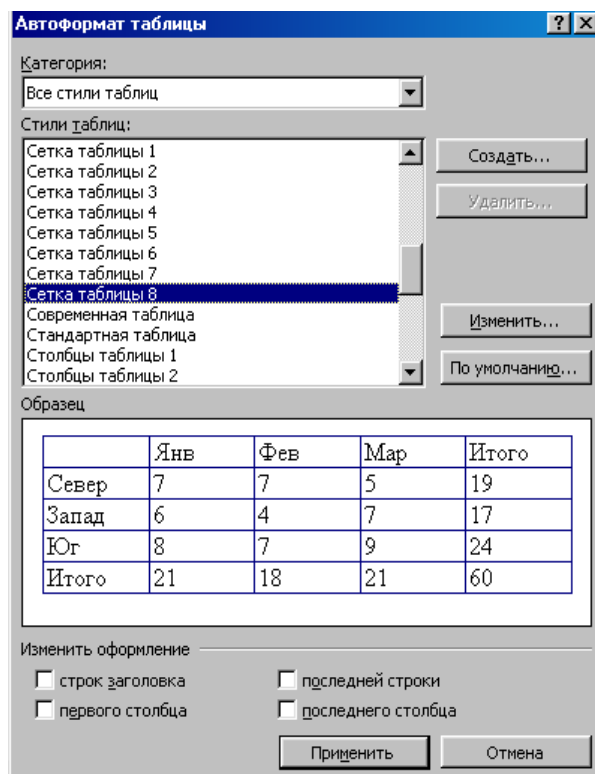 Автоформат таблицы
Категория:
Все стили таблиц
Стили таблиц:
Сетка таблицы 1
Сетка таблицы 2
Сетка таблицы 3
Сетка таблицы 4
Сетка таблицы 5
Сетка таблицы 6
Сетка таблицы 7
Сетка таблицы 8
Современная таблица
Стандартная таблица
Столбцы таблицы 1
Столбцы таблицы 2
Создать...
Удалить...
Изменить...
По умолчанию...
Образец
Янв Фев Мар Итого
Север 7 7 5 19
Запад 6 4 7 17
Юг 8 7 9 24
Итого 21 18 21 60
Изменить оформление
строк заголовка последней строки
первого столбца последнего столбца
Применить Отмена